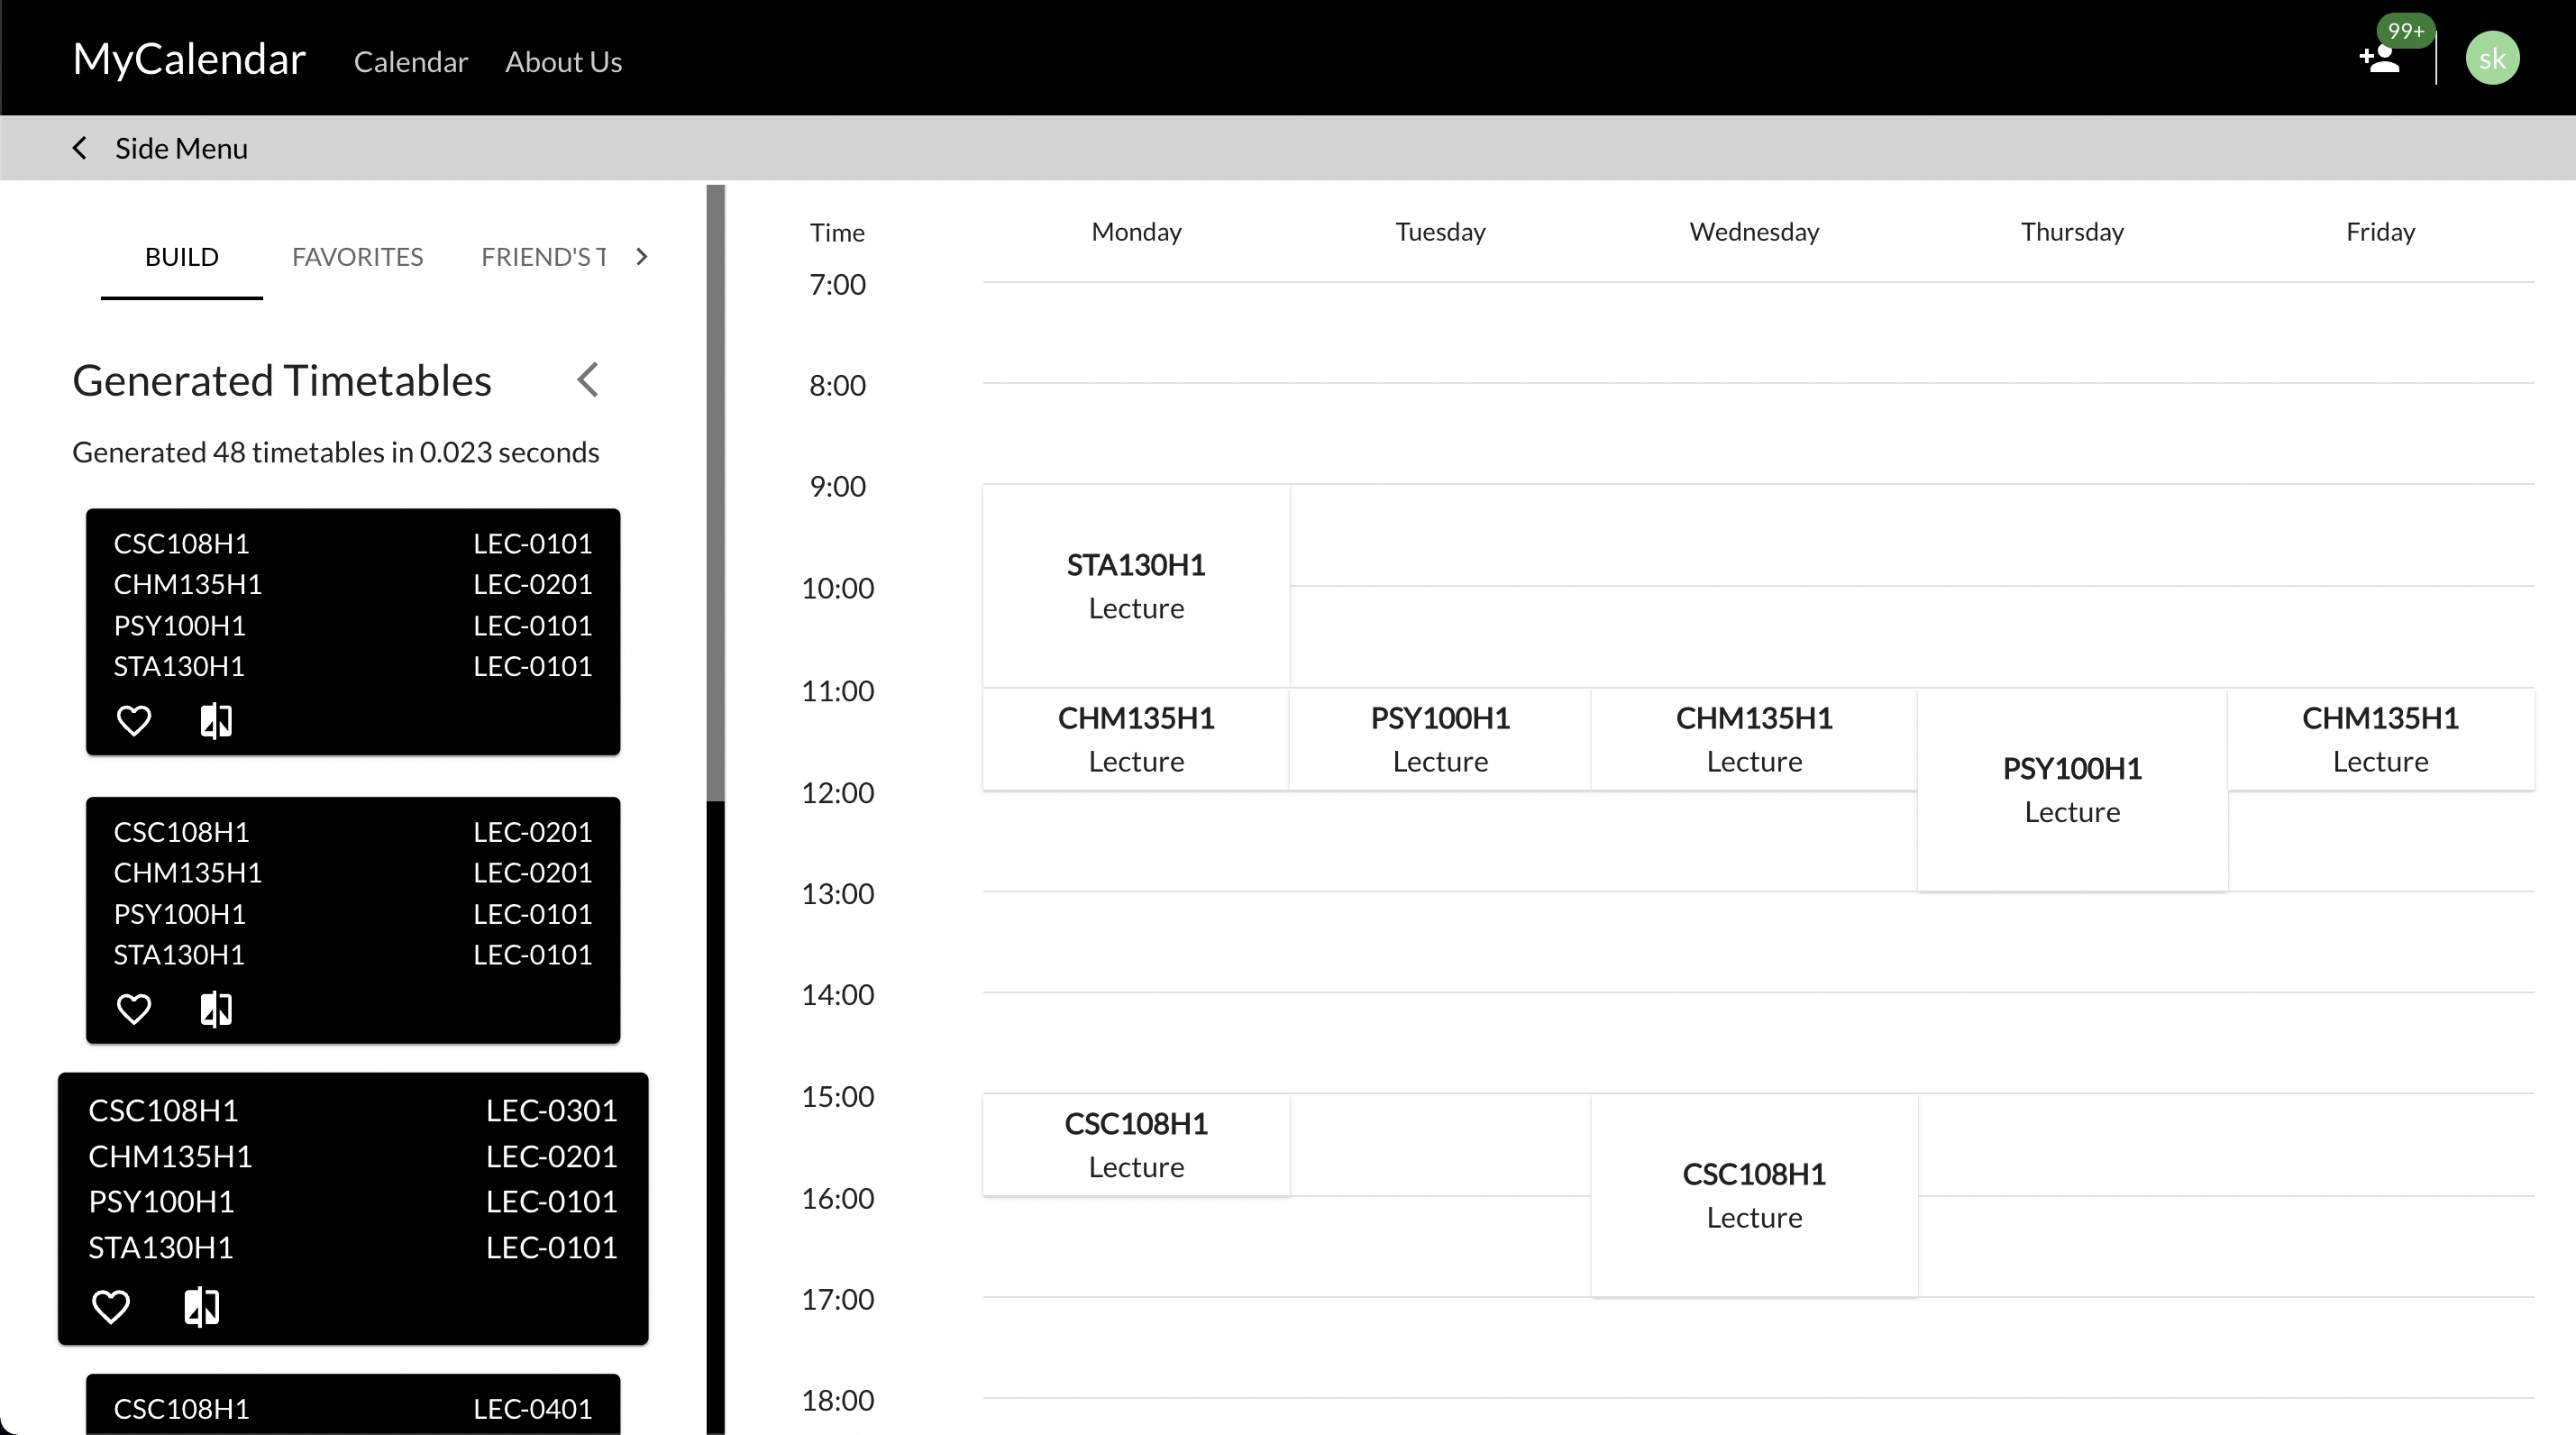 MyCalendar Calendar About Us 99+ sk
Side Menu
BUILD FAVORITES FRIEND'S T
Generated Timetables
Generated 48 timetables in 0.023 seconds
CSC108H1 LEC-0101
CHM135H1 LEC-0201
PSY100H1 LEC-0101
STA130H1 LEC-0101
CSC108H1 LEC-0201
CHM135H1 LEC-0201
PSY100H1 LEC-0101
STA130H1 LEC-0101
CSC108H1 LEC-0301
CHM135H1 LEC-0201
PSY100H1 LEC-0101
STA130H1 LEC-0101
CSC108H1 LEC-0401
Time Monday Tuesday Wednesday Thursday Friday
7:00
8:00
9:00
STA130H1
10:00
Lecture
11:00
CHM135H1 PSY100H1 CHM135H1 CHM135H1
Lecture Lecture Lecture Lecture
PSY100H1
12:00
Lecture
13:00
14:00
15:00
CSC108H1
Lecture
CSC108H1
16:00
Lecture
17:00
18:00